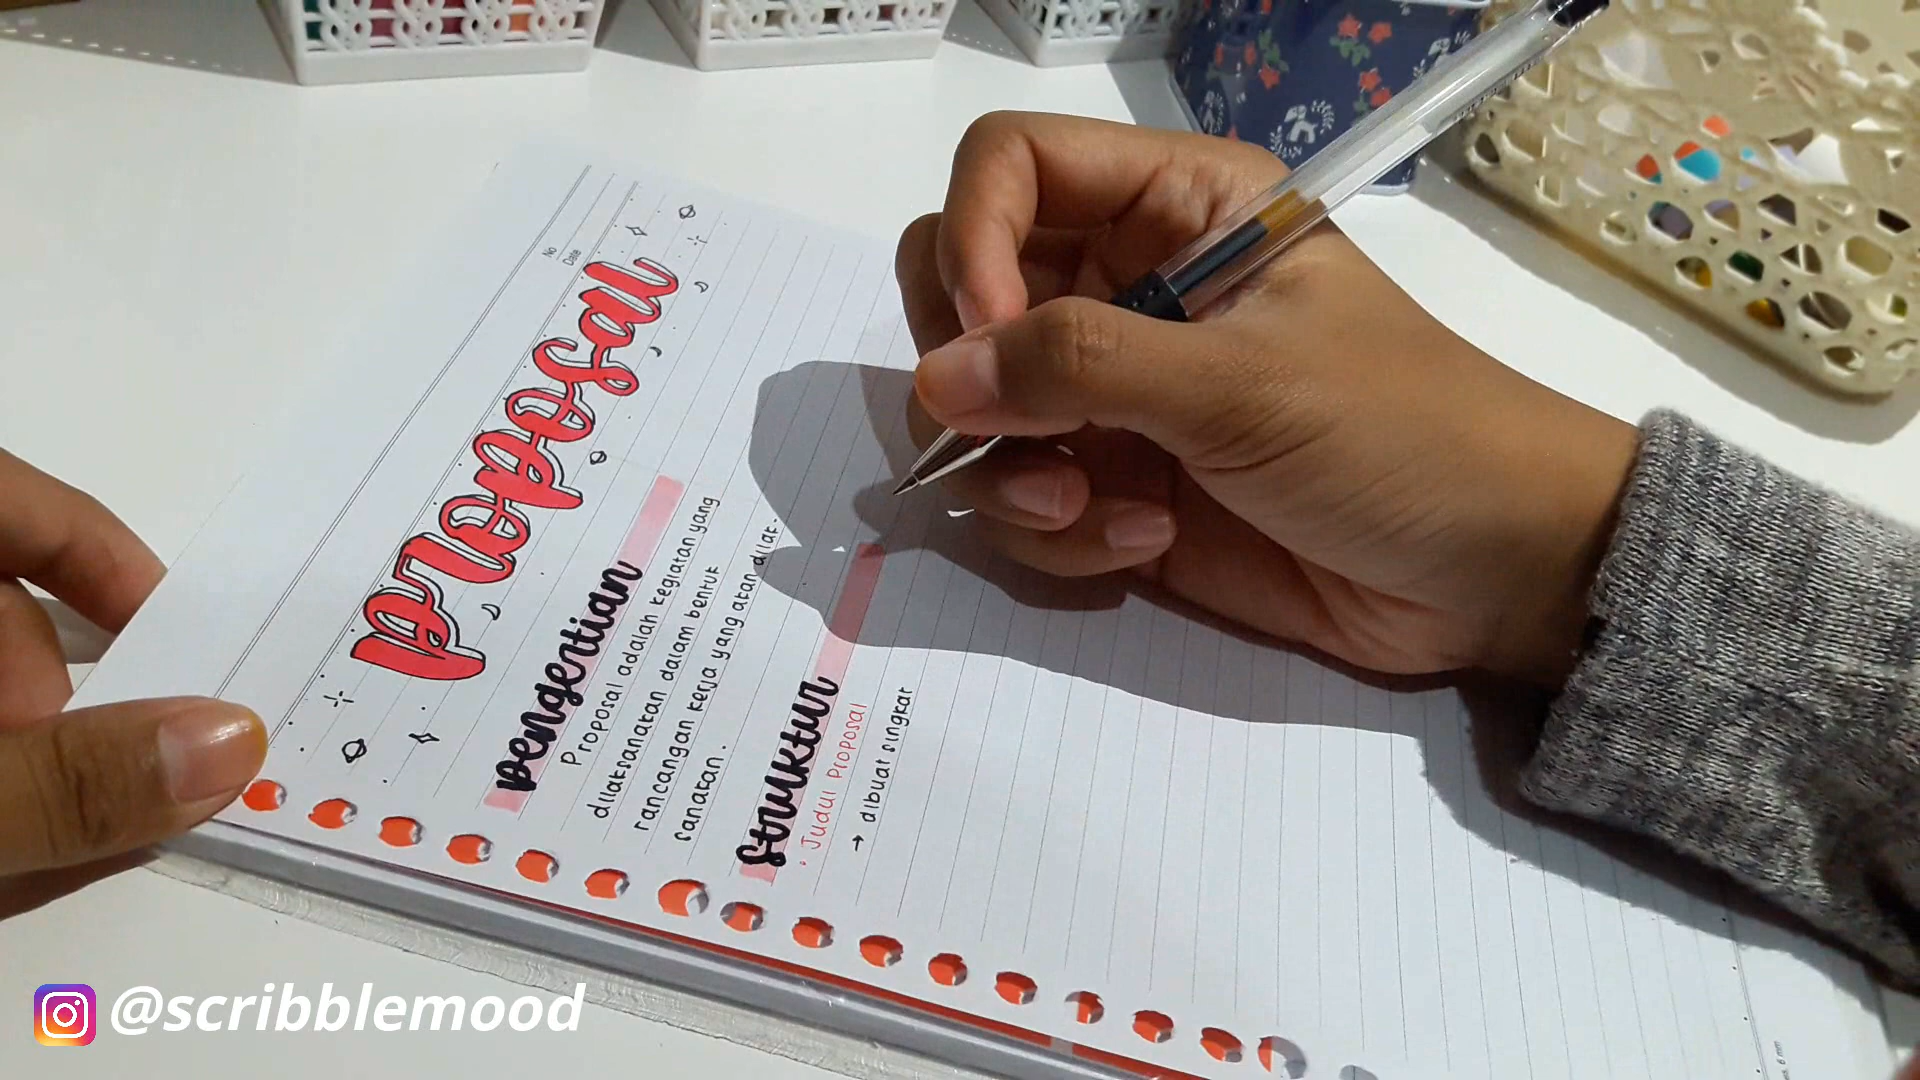 No
Date
proposal
pengertian
Proposal adalah kegiatan yang
dilaksanakan dalam bentuk
rancangan kerja yang akan dilak-
sanakan.
Struktur
• Judul Proposal
→ dibuat singkat
@scribblemood